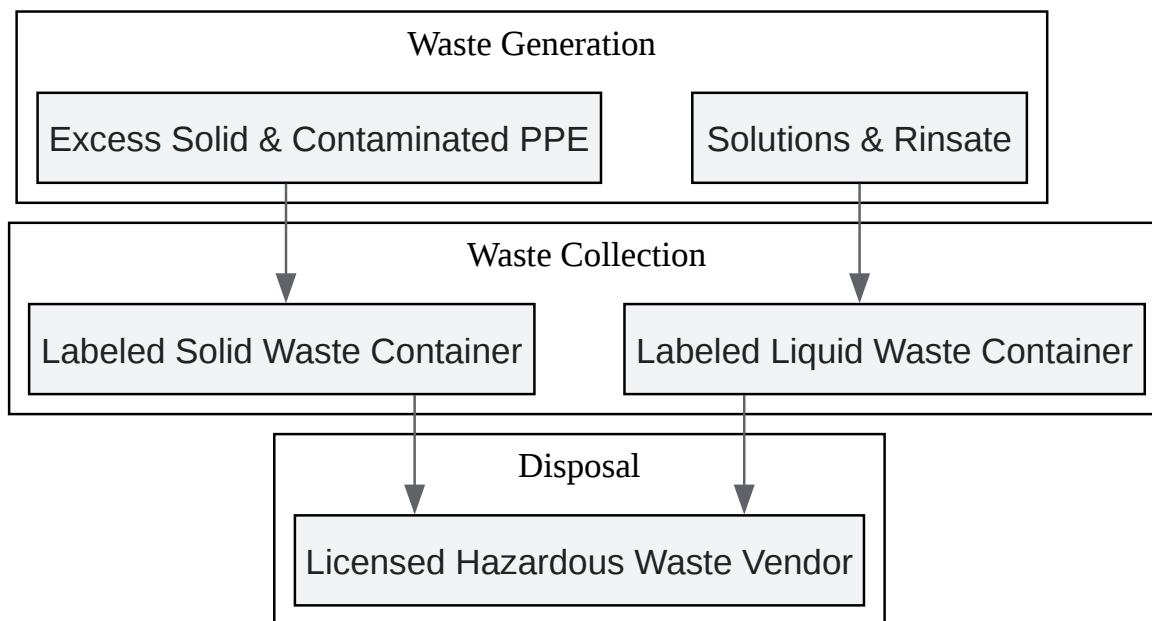 Waste Generation
Excess Solid & Contaminated PPE
Solutions & Rinsate
Waste Collection
Labeled Solid Waste Container
Labeled Liquid Waste Container
Disposal
Licensed Hazardous Waste Vendor